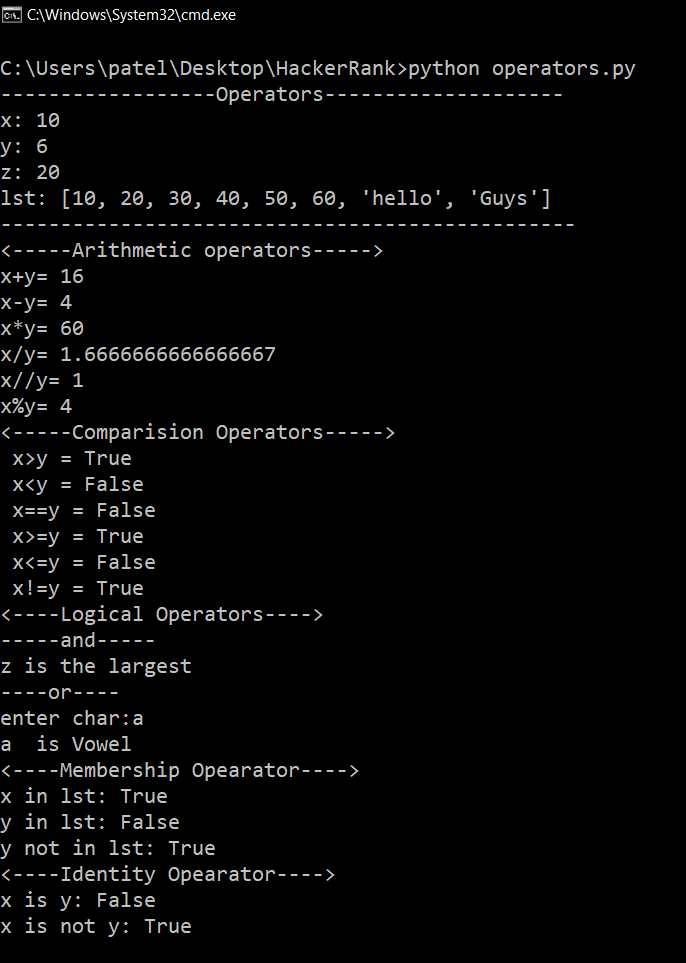 C:\Windows\System32\cmd.exe
C:\Users\patel\Desktop\HackerRank>python operators.py
------------------Operators--------------------
x: 10
y: 6
z: 20
lst: [10, 20, 30, 40, 50, 60, 'hello', 'Guys']
------------------------------------------------
<-----Arithmetic operators----->
x+y= 16
x-y= 4
x*y= 60
x/y= 1.6666666666666667
x//y= 1
x%y= 4
<-----Comparision Operators----->
 x>y = True
 x<y = False
 x==y = False
 x>=y = True
 x<=y = False
 x!=y = True
<----Logical Operators---->
-----and-----
z is the largest
----or----
enter char:a
a  is Vowel
<----Membership Opearator---->
x in lst: True
y in lst: False
y not in lst: True
<----Identity Opearator---->
x is y: False
x is not y: True